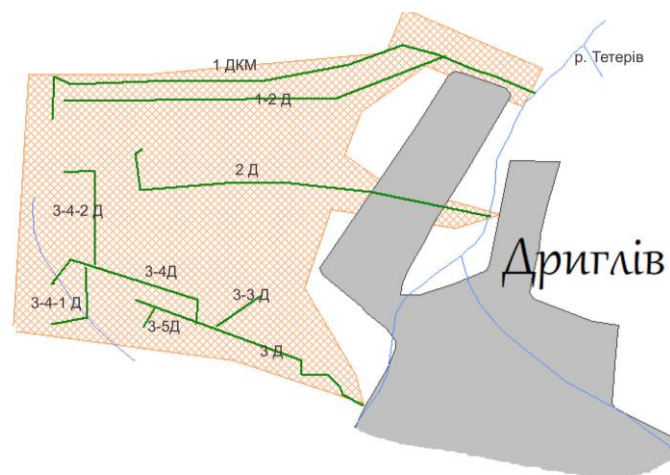 р. Тетерів
1 ДКМ
1-2 Д
2 Д
3-4-2 Д
Дриглів
3-4Д
3-3 Д
3-4-1 Д
3-5Д
3 Д